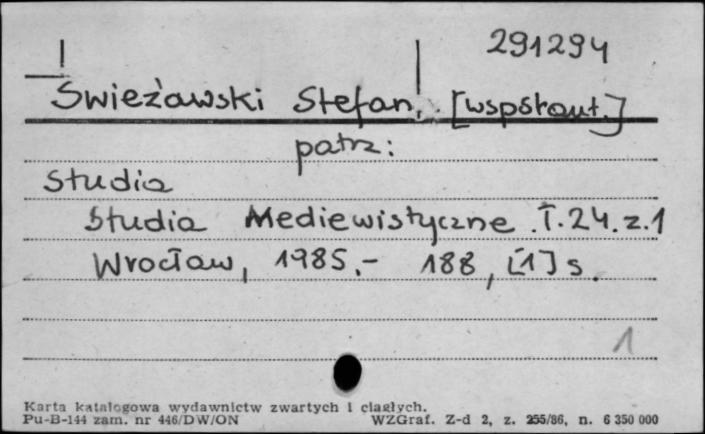 291294
Swieżawski Stefan. [współaut.]
patrz:
Studia
Studia Mediewistyczne. T. 24. z. 1
Wrocław, 1985.- 188, [1] s.
1
Karta katalogowa wydawnictw zwartych i ciągłych.
Pu-B-144 zam. nr 446/DW/ON WZGraf. Z-d 2, z. 255/86, n. 6 350 000